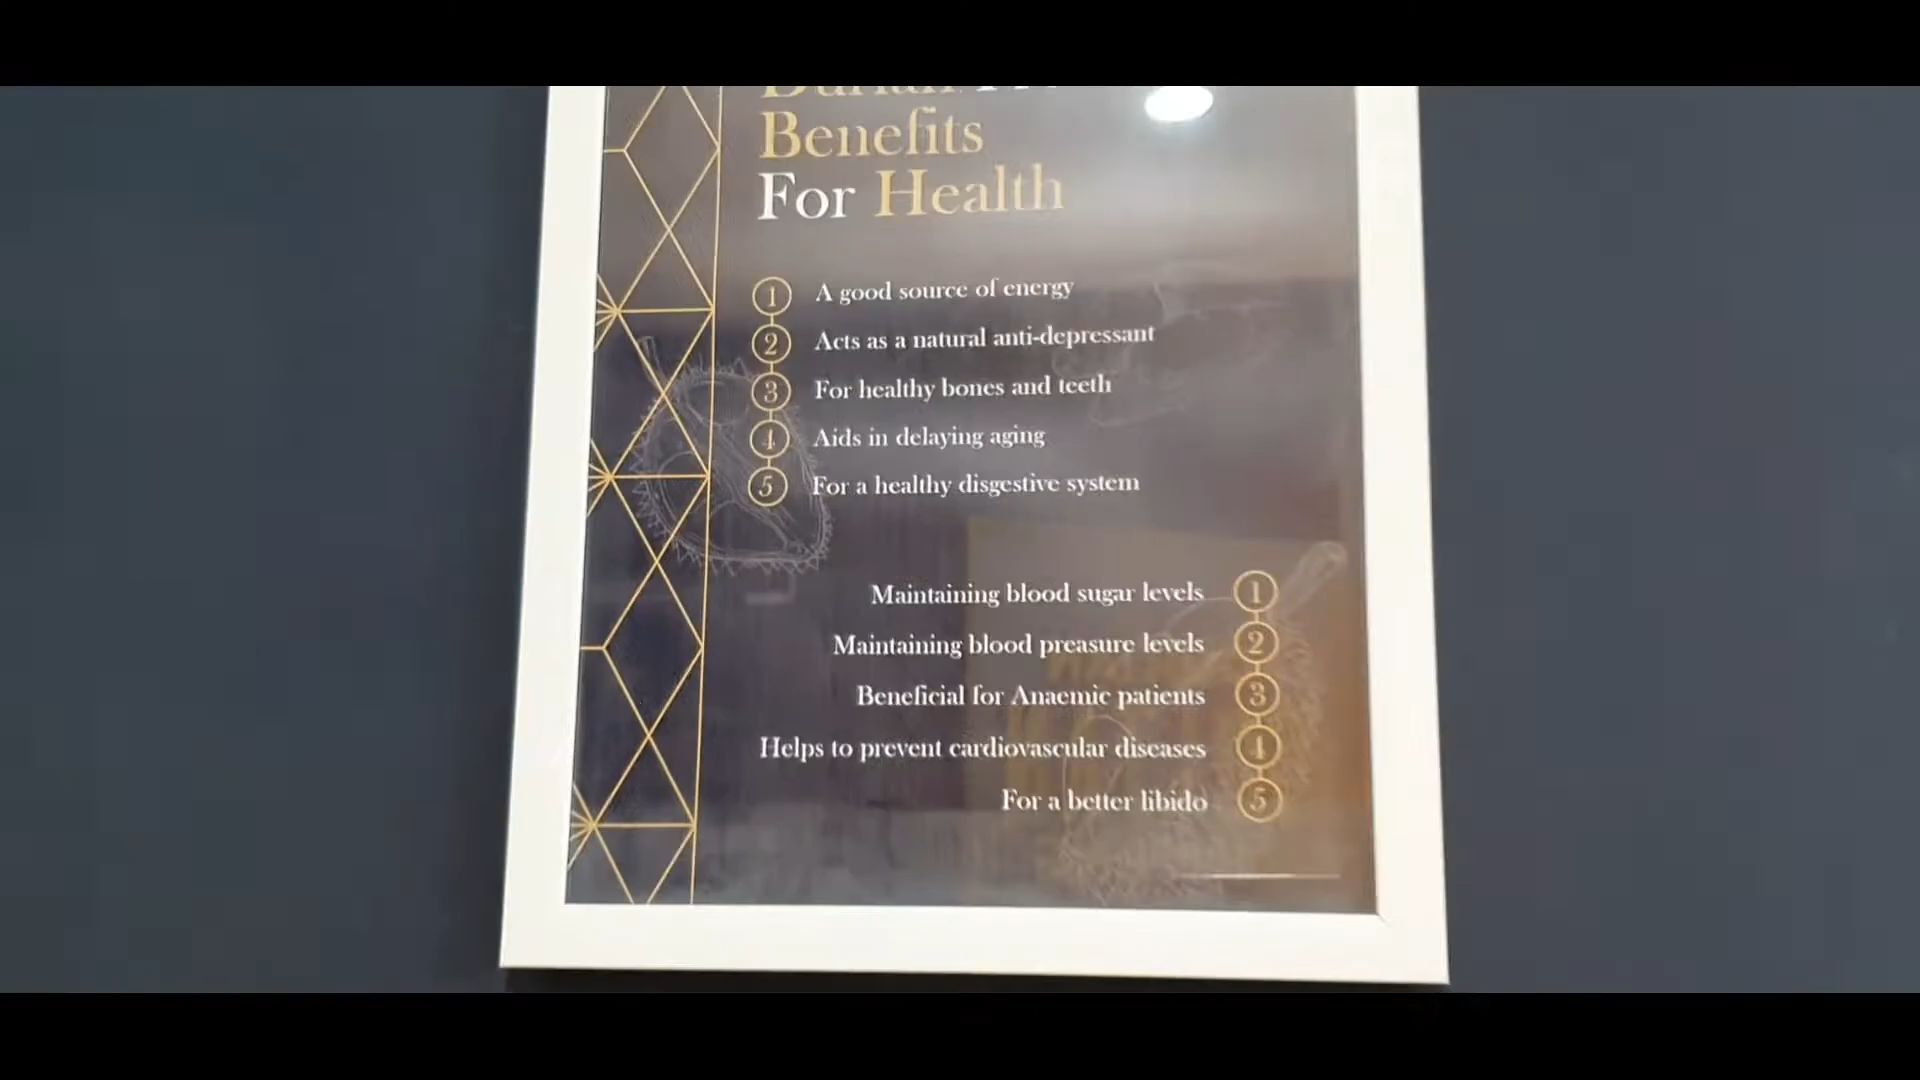 Durian
Benefits
For Health
1 A good source of energy
2 Acts as a natural anti-depressant
3 For healthy bones and teeth
4 Aids in delaying aging
5 For a healthy disgestive system
Maintaining blood sugar levels 1
Maintaining blood preasure levels 2
Beneficial for Anaemic patients 3
Helps to prevent cardiovascular diseases 4
For a better libido 5